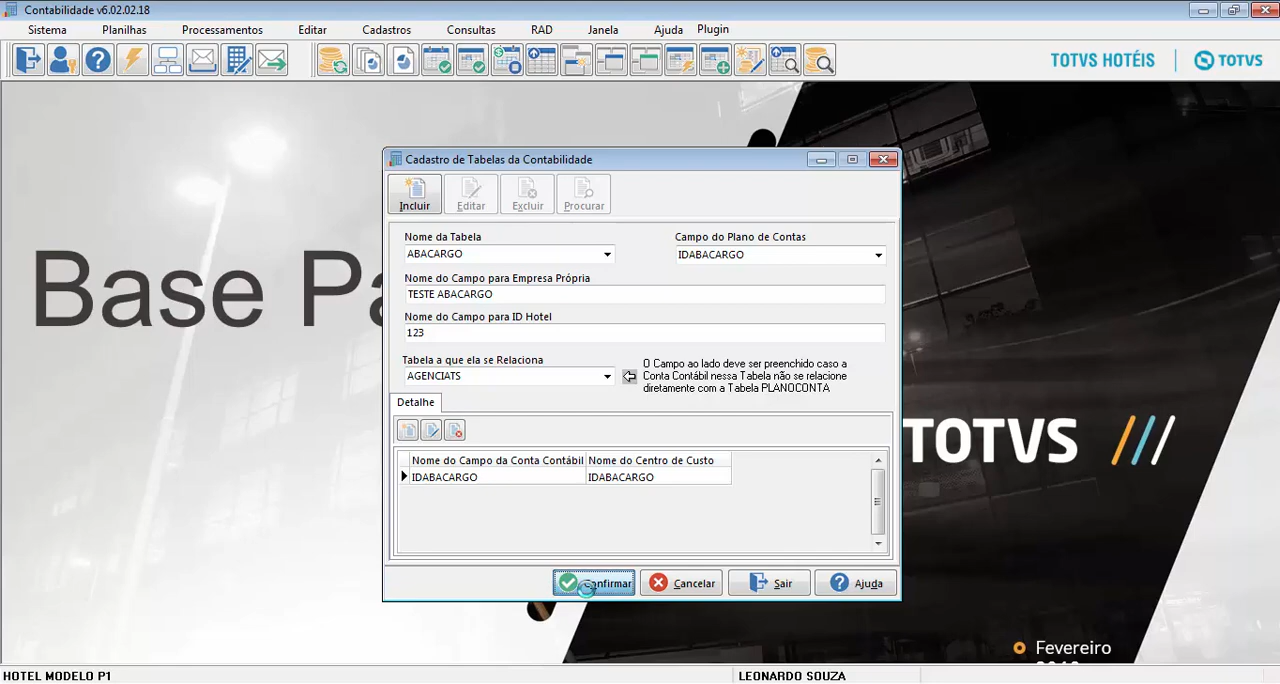 Contabilidade v6.02.02.18
Sistema Planilhas Processamentos Editar Cadastros Consultas RAD Janela Ajuda Plugin
TOTVS HOTÉIS TOTVS
Cadastro de Tabelas da Contabilidade
Incluir Editar Excluir Procurar
Nome da Tabela Campo do Plano de Contas
ABACARGO IDABACARGO
Nome do Campo para Empresa Própria
TESTE ABACARGO
Nome do Campo para ID Hotel
123
Tabela a que ela se Relaciona
AGENCIATS
O Campo ao lado deve ser preenchido caso a
Conta Contábil nessa Tabela não se relacione
diretamente com a Tabela PLANOCONTA
Detalhe
Nome do Campo da Conta Contábil Nome do Centro de Custo
IDABACARGO IDABACARGO
Confirmar Cancelar Sair Ajuda
Base Pa
TOTVS
Fevereiro
HOTEL MODELO P1 LEONARDO SOUZA